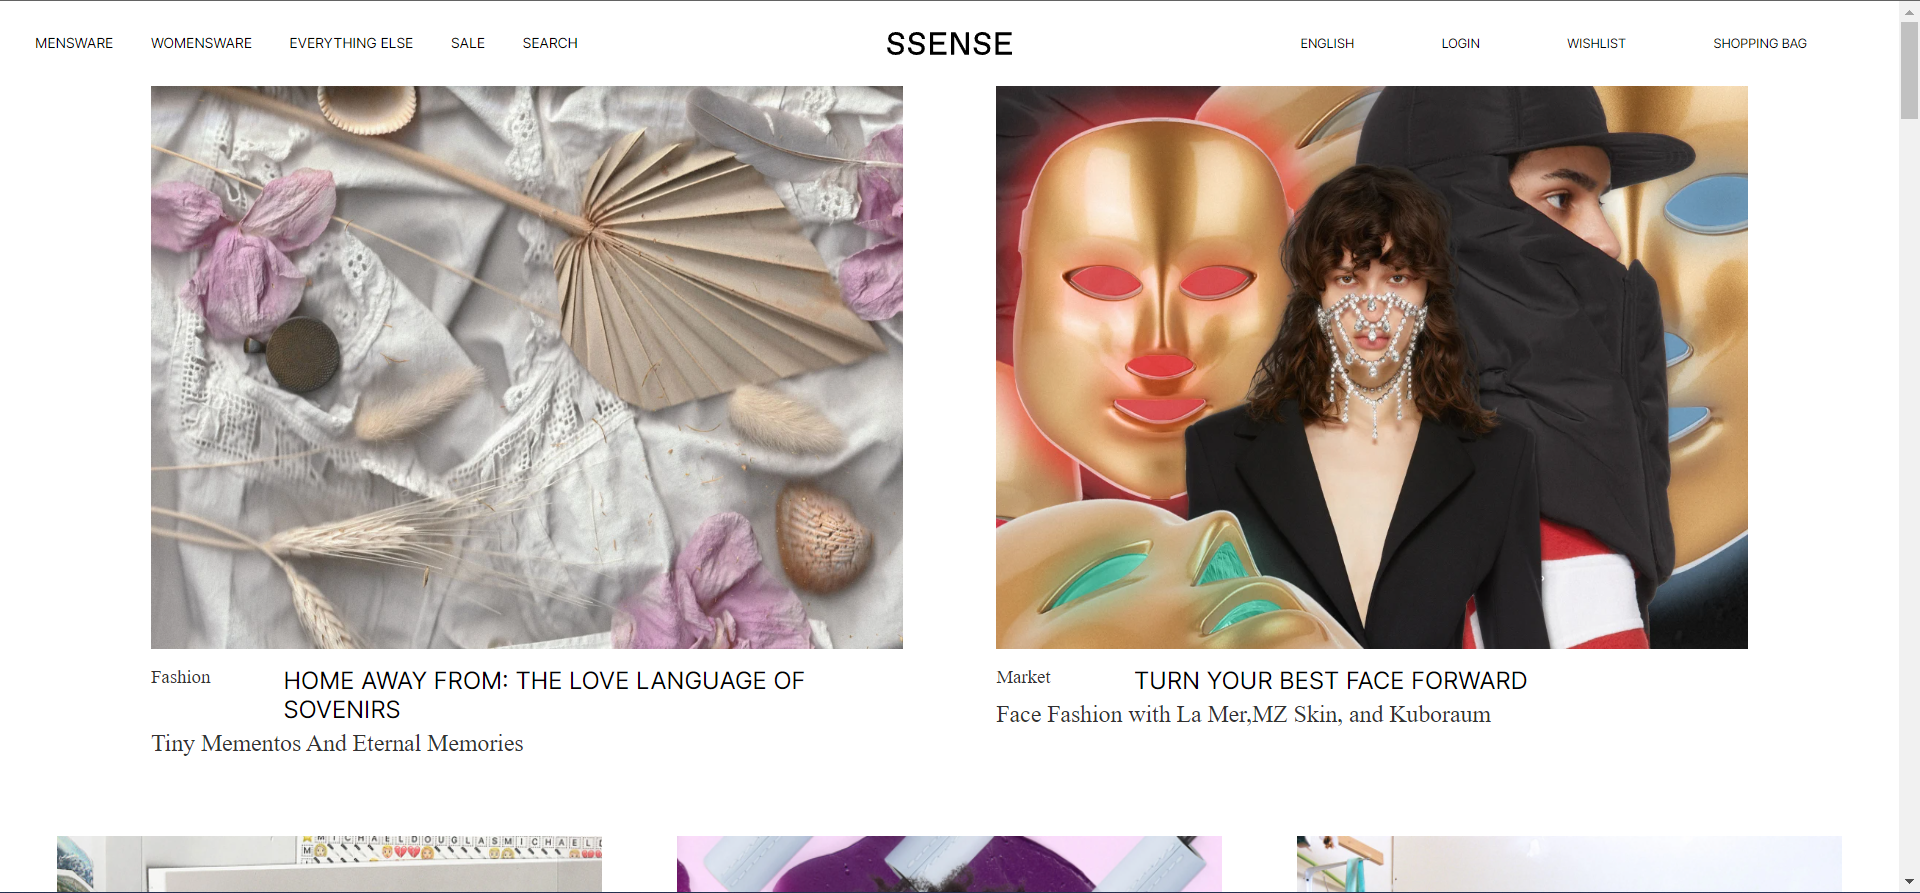 MENSWARE WOMENSWARE EVERYTHING ELSE SALE SEARCH SSENSE ENGLISH LOGIN WISHLIST SHOPPING BAG
Fashion HOME AWAY FROM: THE LOVE LANGUAGE OF
SOVENIRS
Tiny Mementos And Eternal Memories
Market TURN YOUR BEST FACE FORWARD
Face Fashion with La Mer,MZ Skin, and Kuboraum
MICHAELDOUGLASMICHAEL